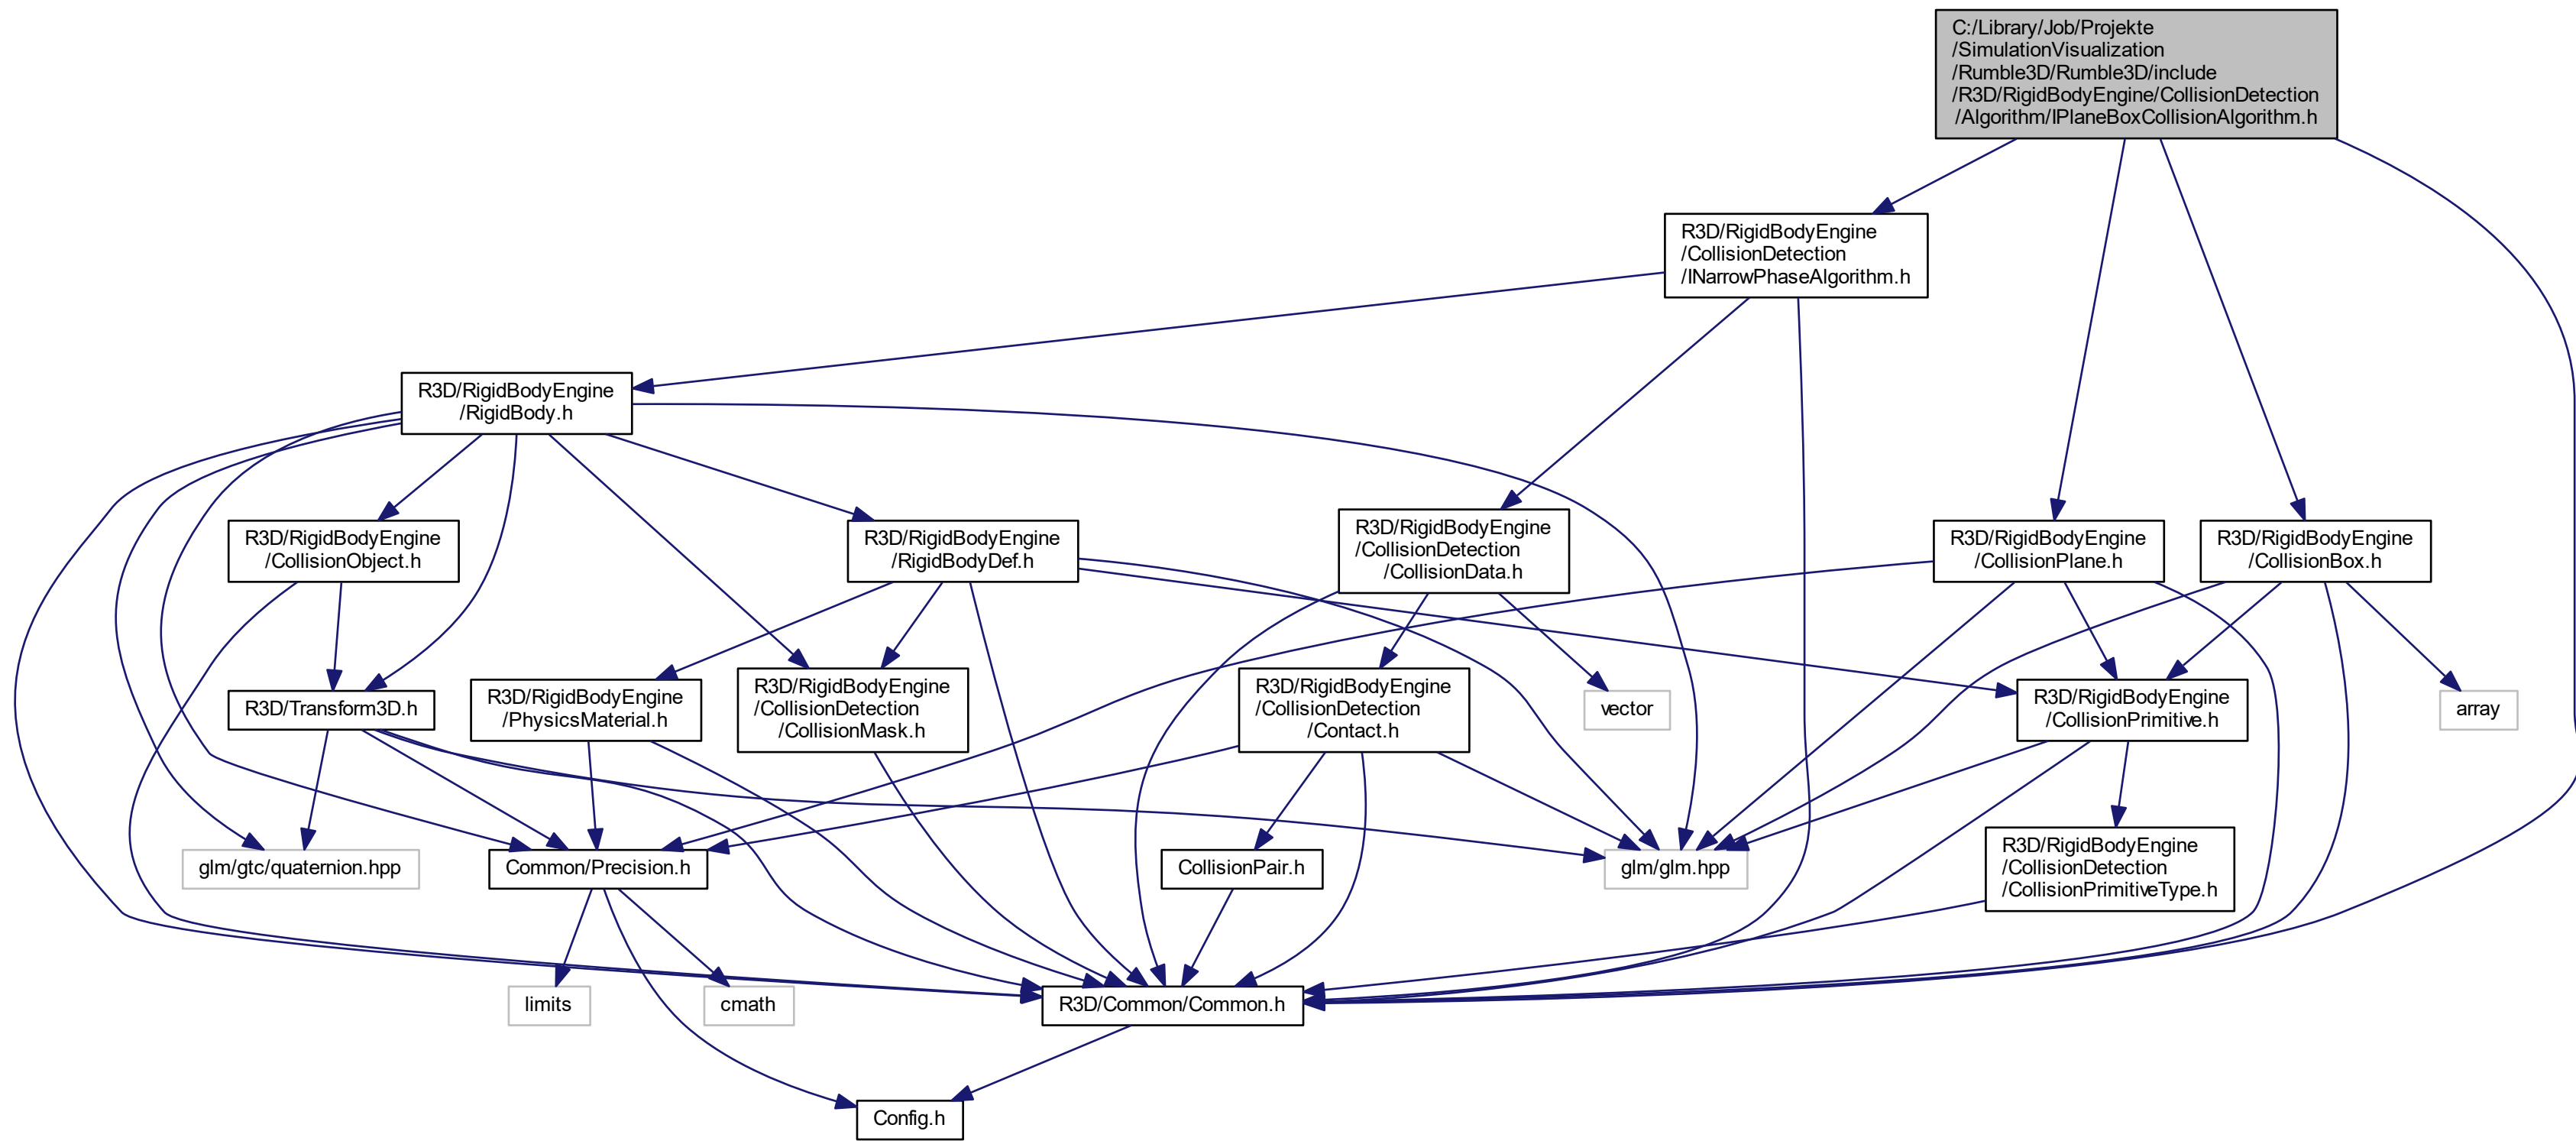 C:/Library/Job/Projekte
/SimulationVisualization
/Rumble3D/Rumble3D/include
/R3D/RigidBodyEngine/CollisionDetection
/Algorithm/IPlaneBoxCollisionAlgorithm.h
R3D/RigidBodyEngine
/CollisionDetection
/INarrowPhaseAlgorithm.h
R3D/RigidBodyEngine
/RigidBody.h
R3D/RigidBodyEngine
/CollisionObject.h
R3D/RigidBodyEngine
/RigidBodyDef.h
R3D/RigidBodyEngine
/CollisionDetection
/CollisionData.h
R3D/RigidBodyEngine
/CollisionPlane.h
R3D/RigidBodyEngine
/CollisionBox.h
R3D/Transform3D.h
R3D/RigidBodyEngine
/PhysicsMaterial.h
R3D/RigidBodyEngine
/CollisionDetection
/CollisionMask.h
R3D/RigidBodyEngine
/CollisionDetection
/Contact.h
vector
R3D/RigidBodyEngine
/CollisionPrimitive.h
array
glm/gtc/quaternion.hpp
Common/Precision.h
CollisionPair.h
glm/glm.hpp
R3D/RigidBodyEngine
/CollisionDetection
/CollisionPrimitiveType.h
limits
cmath
R3D/Common/Common.h
Config.h